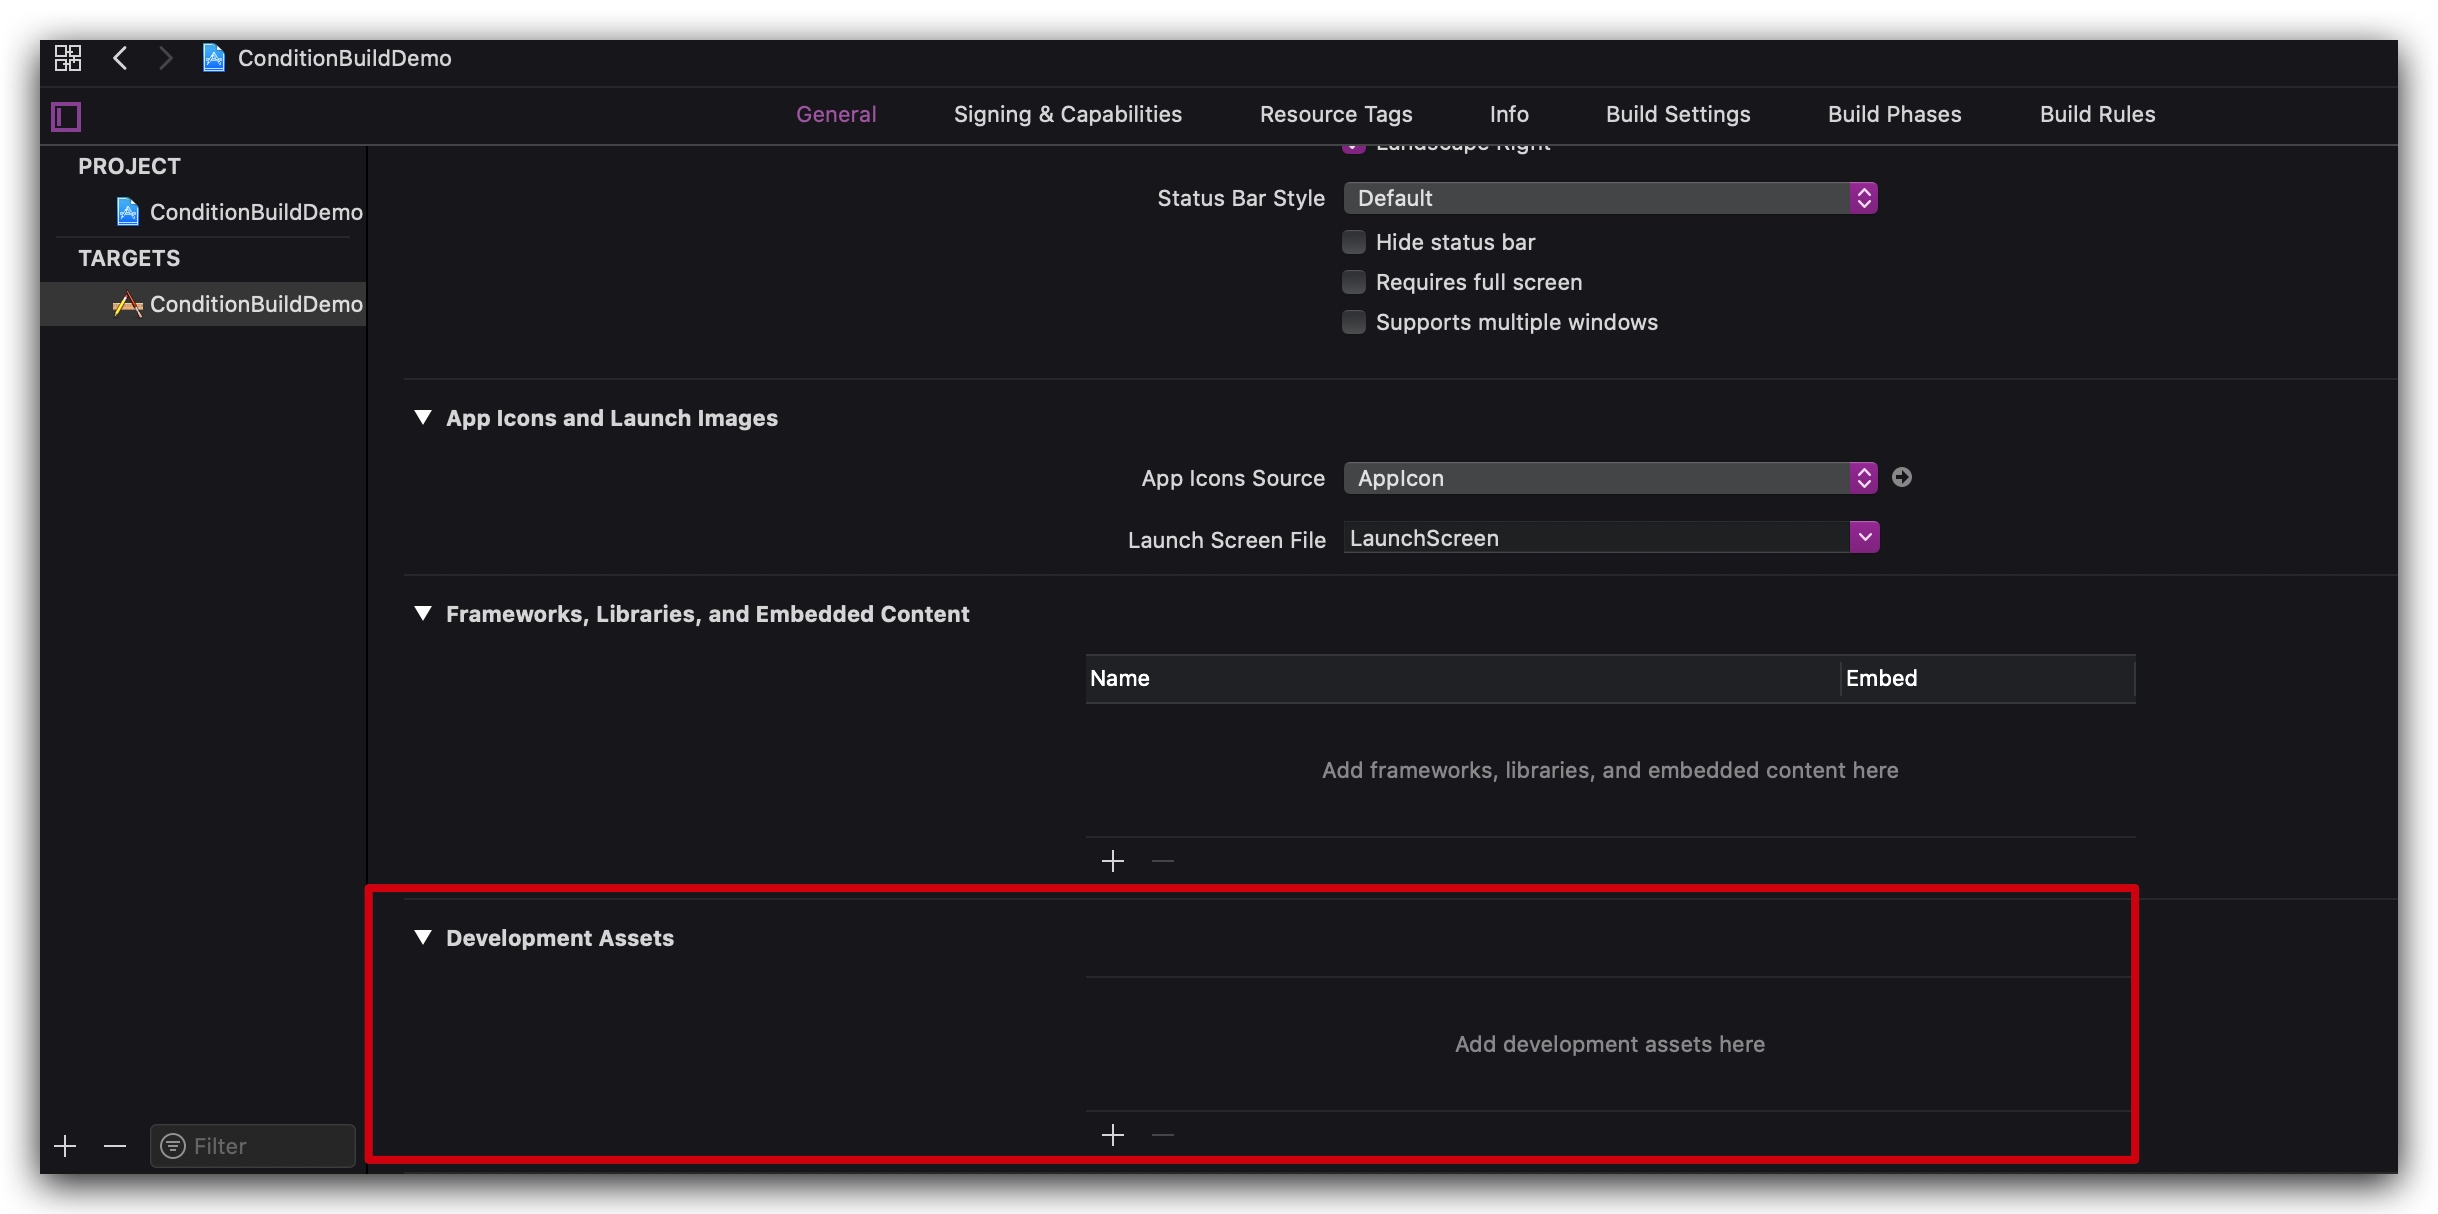 ConditionBuildDemo
General Signing & Capabilities Resource Tags Info Build Settings Build Phases Build Rules
PROJECT
ConditionBuildDemo
TARGETS
ConditionBuildDemo
Landscape Right
Status Bar Style Default
Hide status bar
Requires full screen
Supports multiple windows
App Icons and Launch Images
App Icons Source AppIcon
Launch Screen File LaunchScreen
Frameworks, Libraries, and Embedded Content
Name Embed
Add frameworks, libraries, and embedded content here
Development Assets
Add development assets here
Filter